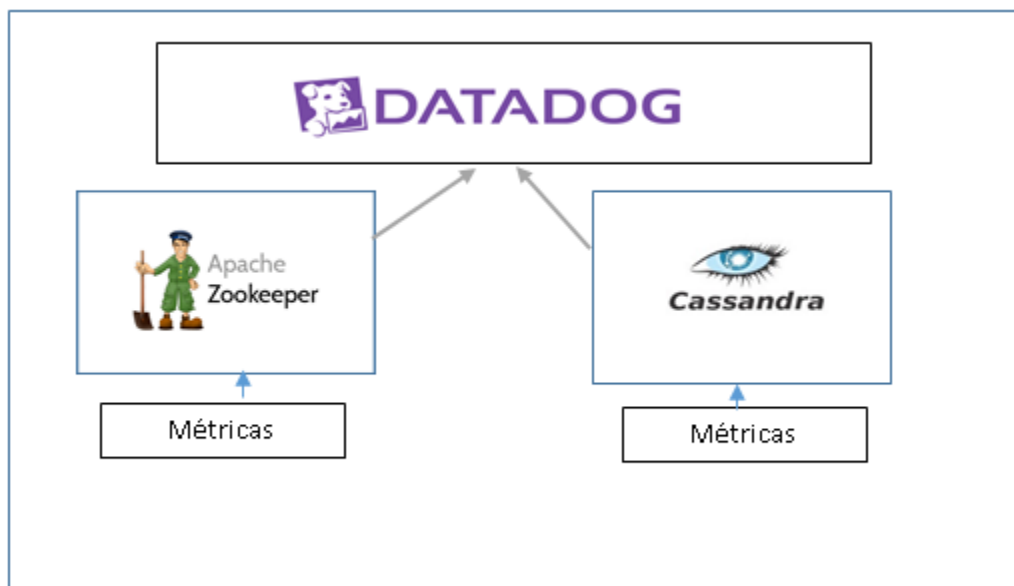 DATADOG
Apache
Zookeeper
Cassandra
Métricas
Métricas